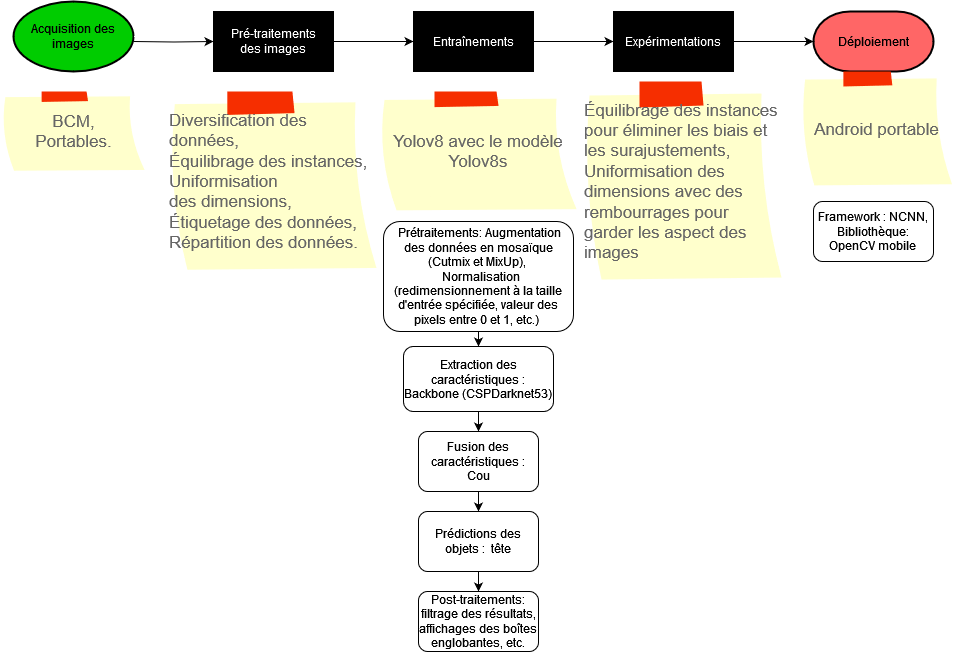 Acquisition des
images
Pré-traitements
des images
Entraînements
Expérimentations
Déploiement
BCM,
Portables.
Diversification des
données,
Équilibrage des instances,
Uniformisation
des dimensions,
Étiquetage des données,
Répartition des données.
Yolov8 avec le modèle
Yolov8s
Équilibrage des instances
pour éliminer les biais et
les surajustements,
Uniformisation des
dimensions avec des
rembourrages pour
garder les aspect des
images
Android portable
Framework : NCNN,
Bibliothèque:
OpenCV mobile
Prétraitements: Augmentation
des données en mosaïque
(Cutmix et MixUp),
Normalisation
(redimensionnement à la taille
d'entrée spécifiée, valeur des
pixels entre 0 et 1, etc.)
Extraction des
caractéristiques :
Backbone (CSPDarknet53)
Fusion des
caractéristiques :
Cou
Prédictions des
objets : tête
Post-traitements:
filtrage des résultats,
affichages des boîtes
englobantes, etc.